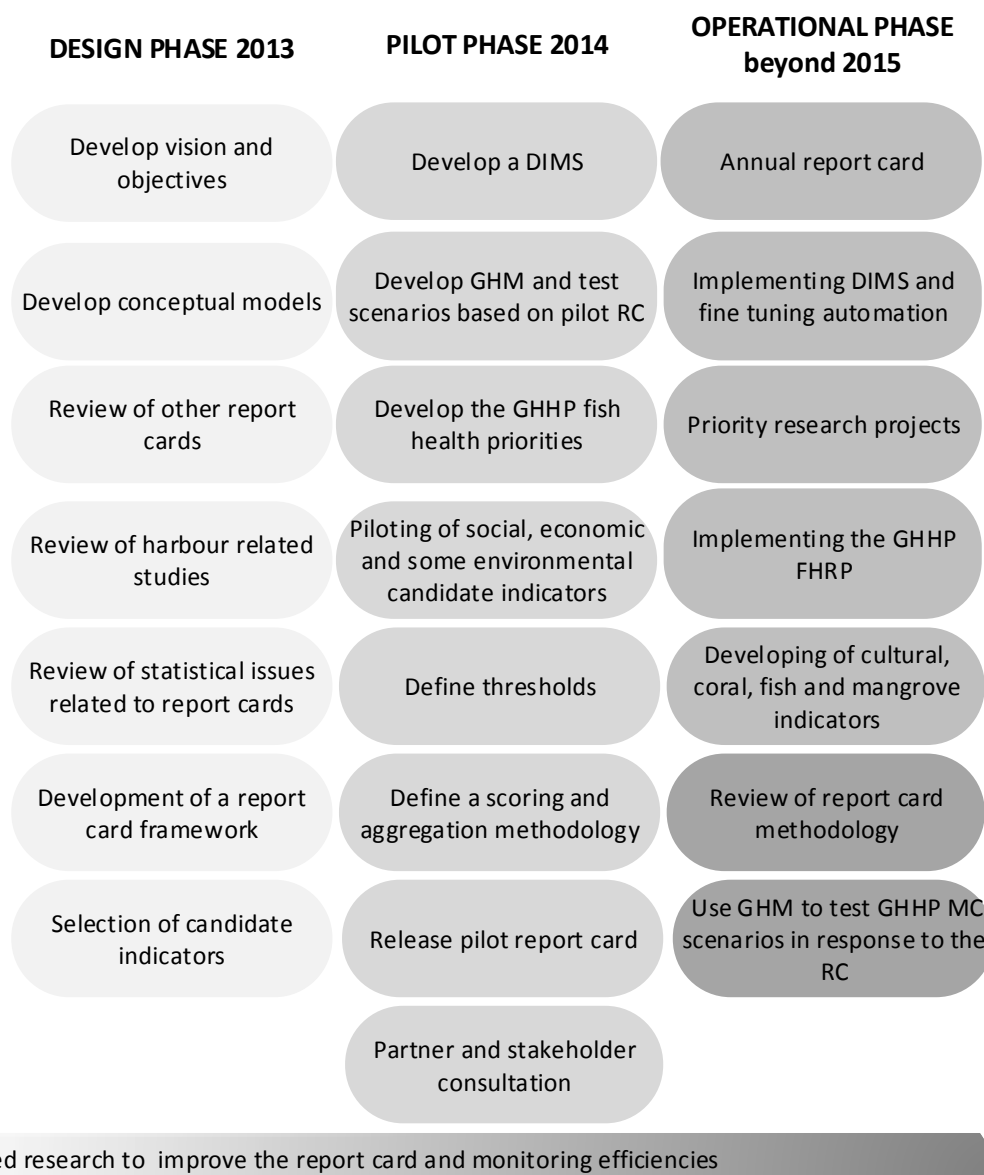 DESIGN PHASE 2013
Develop vision and
objectives
Develop conceptual models
Review of other report
cards
Review of harbour related
studies
Review of statistical issues
related to report cards
Development of a report
card framework
Selection of candidate
indicators
PILOT PHASE 2014
Develop a DIMS
Develop GHM and test
scenarios based on pilot RC
Develop the GHHP fish
health priorities
Piloting of social, economic
and some environmental
candidate indicators
Define thresholds
Define a scoring and
aggregation methodology
Release pilot report card
Partner and stakeholder
consultation
OPERATIONAL PHASE
beyond 2015
Annual report card
Implementing DIMS and
fine tuning automation
Priority research projects
Implementing the GHHP
FHRP
Developing of cultural,
coral, fish and mangrove
indicators
Review of report card
methodology
Use GHM to test GHHP MC
scenarios in response to the
RC
research to improve the report card and monitoring efficiencies